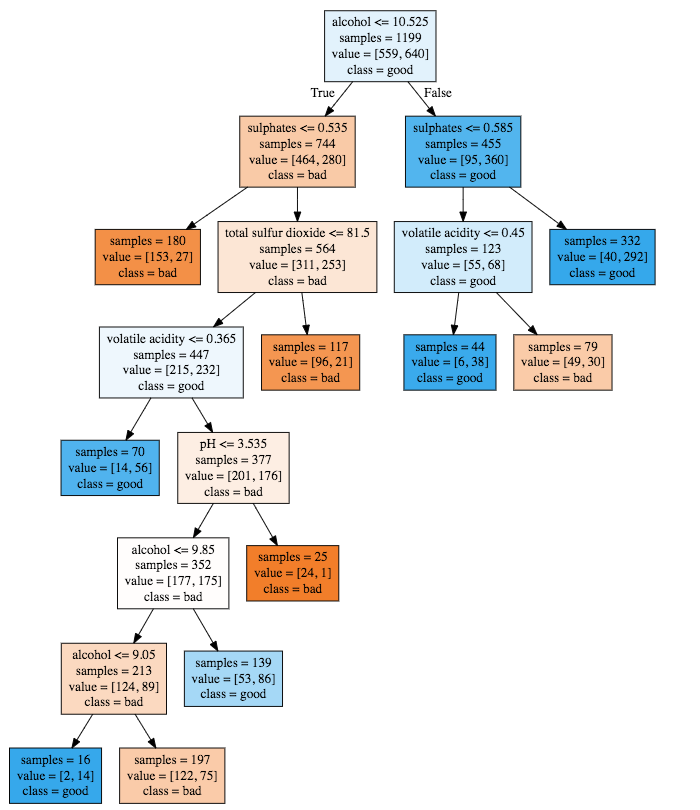 alcohol <= 10.525
samples = 1199
value = [559, 640]
class = good
True
False
sulphates <= 0.535
samples = 744
value = [464, 280]
class = bad
sulphates <= 0.585
samples = 455
value = [95, 360]
class = good
samples = 180
value = [153, 27]
class = bad
total sulfur dioxide <= 81.5
samples = 564
value = [311, 253]
class = bad
volatile acidity <= 0.45
samples = 123
value = [55, 68]
class = good
samples = 332
value = [40, 292]
class = good
volatile acidity <= 0.365
samples = 447
value = [215, 232]
class = good
samples = 117
value = [96, 21]
class = bad
samples = 44
value = [6, 38]
class = good
samples = 79
value = [49, 30]
class = bad
samples = 70
value = [14, 56]
class = good
pH <= 3.535
samples = 377
value = [201, 176]
class = bad
alcohol <= 9.85
samples = 352
value = [177, 175]
class = bad
samples = 25
value = [24, 1]
class = bad
alcohol <= 9.05
samples = 213
value = [124, 89]
class = bad
samples = 139
value = [53, 86]
class = good
samples = 16
value = [2, 14]
class = good
samples = 197
value = [122, 75]
class = bad